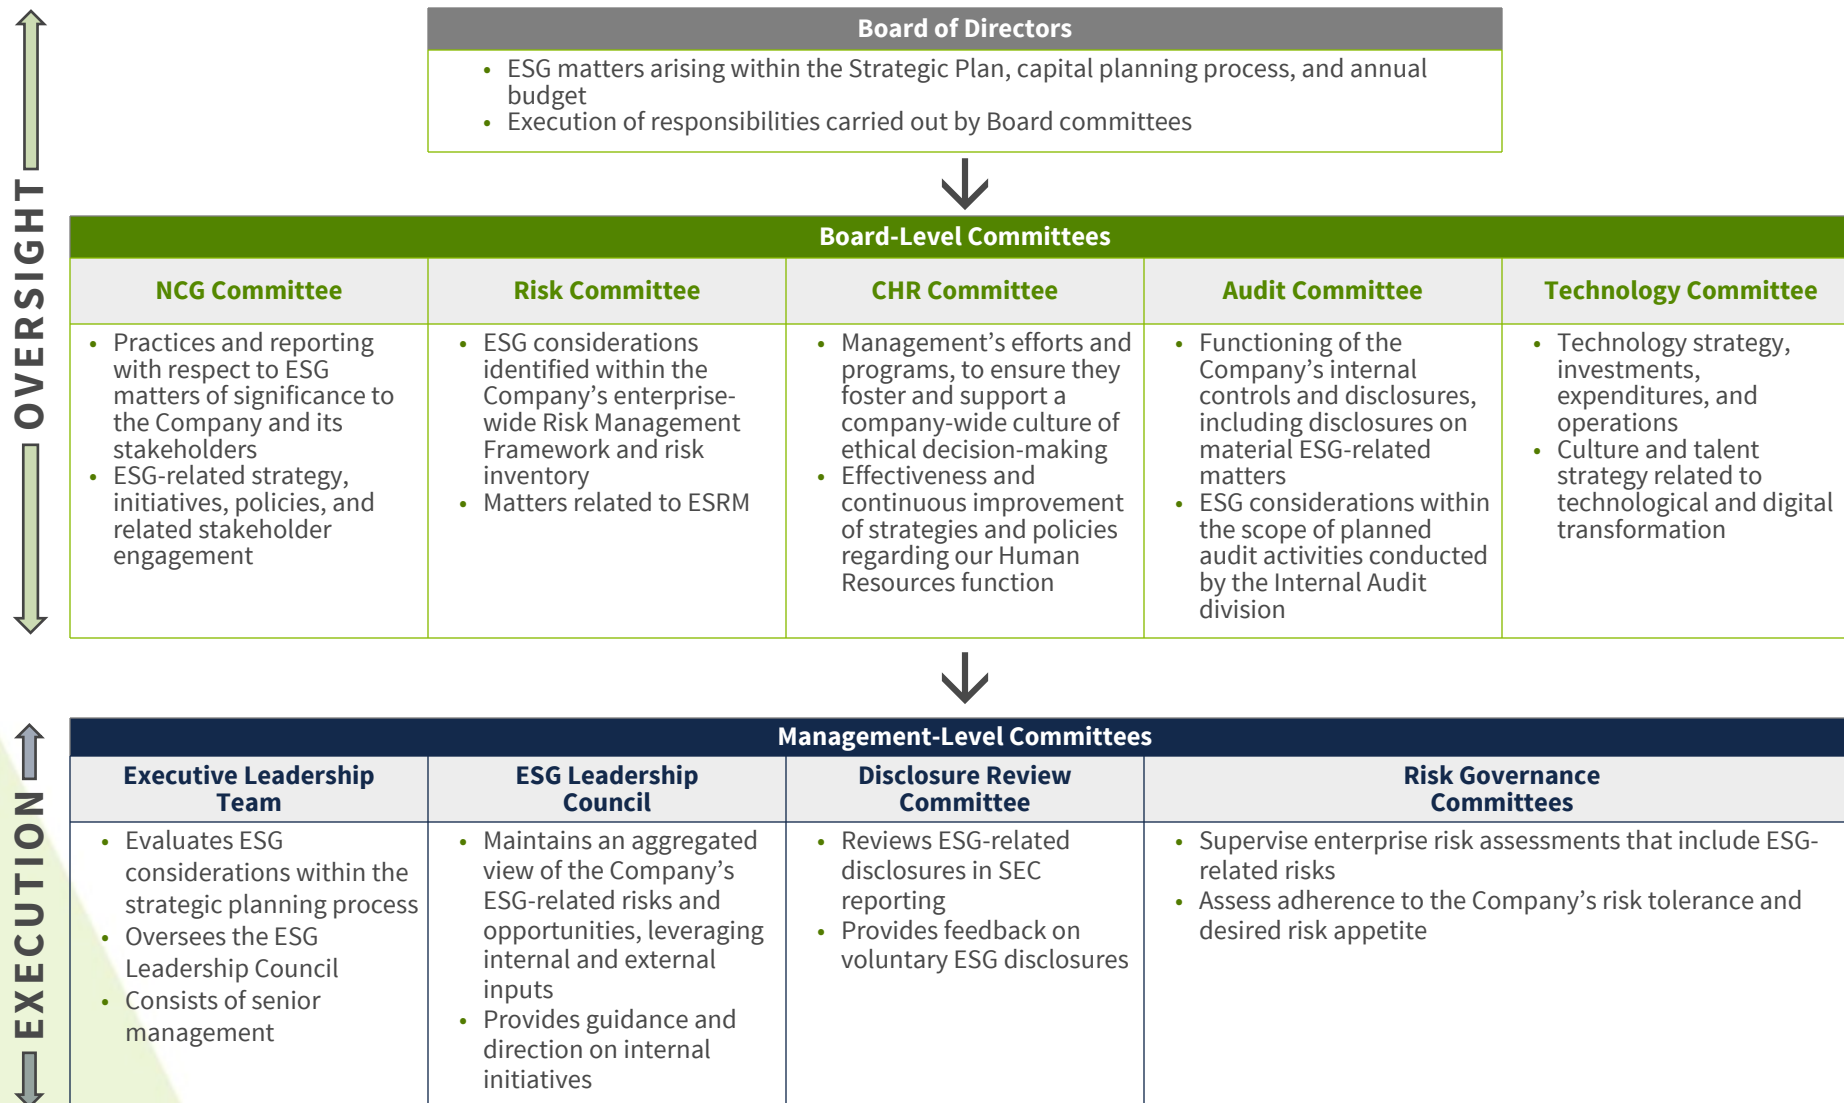 OVERSIGHT
Board of Directors
• ESG matters arising within the Strategic Plan, capital planning process, and annual
budget
• Execution of responsibilities carried out by Board committees
Board-Level Committees
NCG Committee
• Practices and reporting
with respect to ESG
matters of significance to
the Company and its
stakeholders
• ESG-related strategy,
initiatives, policies, and
related stakeholder
engagement
Risk Committee
• ESG considerations
identified within the
Company’s enterprise-
wide Risk Management
Framework and risk
inventory
• Matters related to ESRM
CHR Committee
• Management’s efforts and
programs, to ensure they
foster and support a
company-wide culture of
ethical decision-making
• Effectiveness and
continuous improvement
of strategies and policies
regarding our Human
Resources function
Audit Committee
• Functioning of the
Company’s internal
controls and disclosures,
including disclosures on
material ESG-related
matters
• ESG considerations within
the scope of planned
audit activities conducted
by the Internal Audit
division
Technology Committee
• Technology strategy,
investments,
expenditures, and
operations
• Culture and talent
strategy related to
technological and digital
transformation
EXECUTION
Management-Level Committees
Executive Leadership
Team
• Evaluates ESG
considerations within the
strategic planning process
• Oversees the ESG
Leadership Council
• Consists of senior
management
ESG Leadership
Council
• Maintains an aggregated
view of the Company’s
ESG-related risks and
opportunities, leveraging
internal and external
inputs
• Provides guidance and
direction on internal
initiatives
Disclosure Review
Committee
• Reviews ESG-related
disclosures in SEC
reporting
• Provides feedback on
voluntary ESG disclosures
Risk Governance
Committees
• Supervise enterprise risk assessments that include ESG-
related risks
• Assess adherence to the Company’s risk tolerance and
desired risk appetite